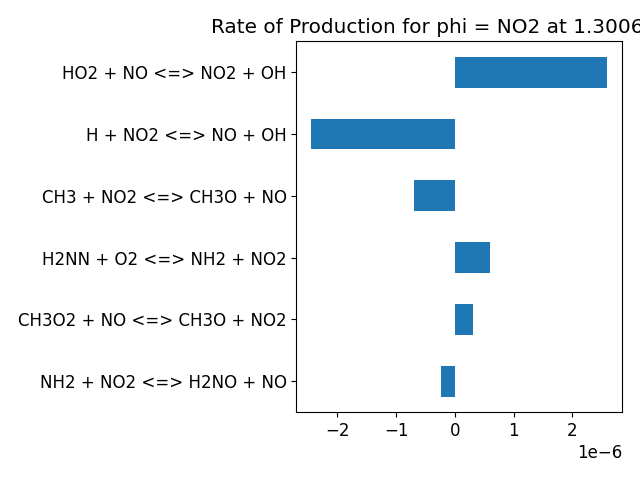 Rate of Production for phi = NO2 at 1.3006
HO2 + NO <=> NO2 + OH
H + NO2 <=> NO + OH
CH3 + NO2 <=> CH3O + NO
H2NN + O2 <=> NH2 + NO2
CH3O2 + NO <=> CH3O + NO2
NH2 + NO2 <=> H2NO + NO
−2 −1 0 1 2
1e−6